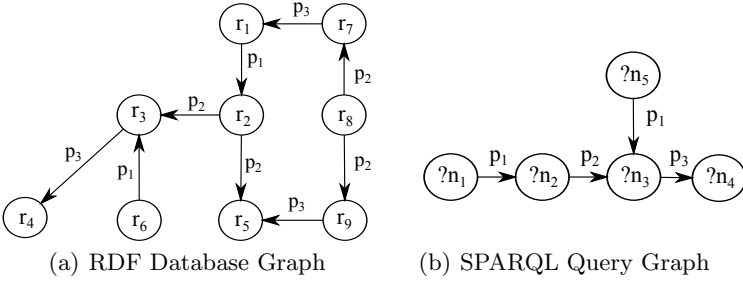 r1 p3 r7
p1 p2
?n5
r3 p2 r2 r8
p1
p3 p1 p2 p2
?n1 p1 ?n2 p2 ?n3 p3 ?n4
r4 r6 r5 p3 r9
(a) RDF Database Graph
(b) SPARQL Query Graph